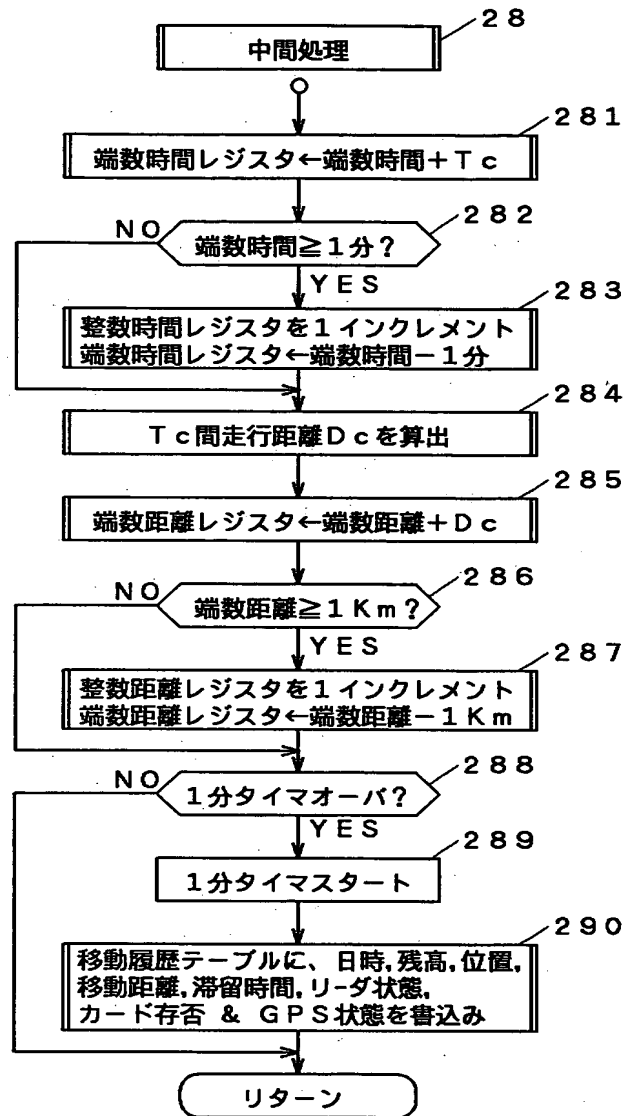 28
中間処理
281
端数時間レジスタ←端数時間+Tc
282
NO
端数時間≧1分?
YES
283
整数時間レジスタを1インクレメント
端数時間レジスタ←端数時間-1分
284
Tc間走行距離Dcを算出
285
端数距離レジスタ←端数距離+Dc
286
NO
端数距離≧1Km?
YES
287
整数距離レジスタを1インクレメント
端数距離レジスタ←端数距離-1Km
288
NO
1分タイマオーバ?
YES
289
1分タイマスタート
290
移動履歴テーブルに、日時,残高,位置,
移動距離,滞留時間,リーダ状態,
カード存否 & GPS状態を書込み
リターン